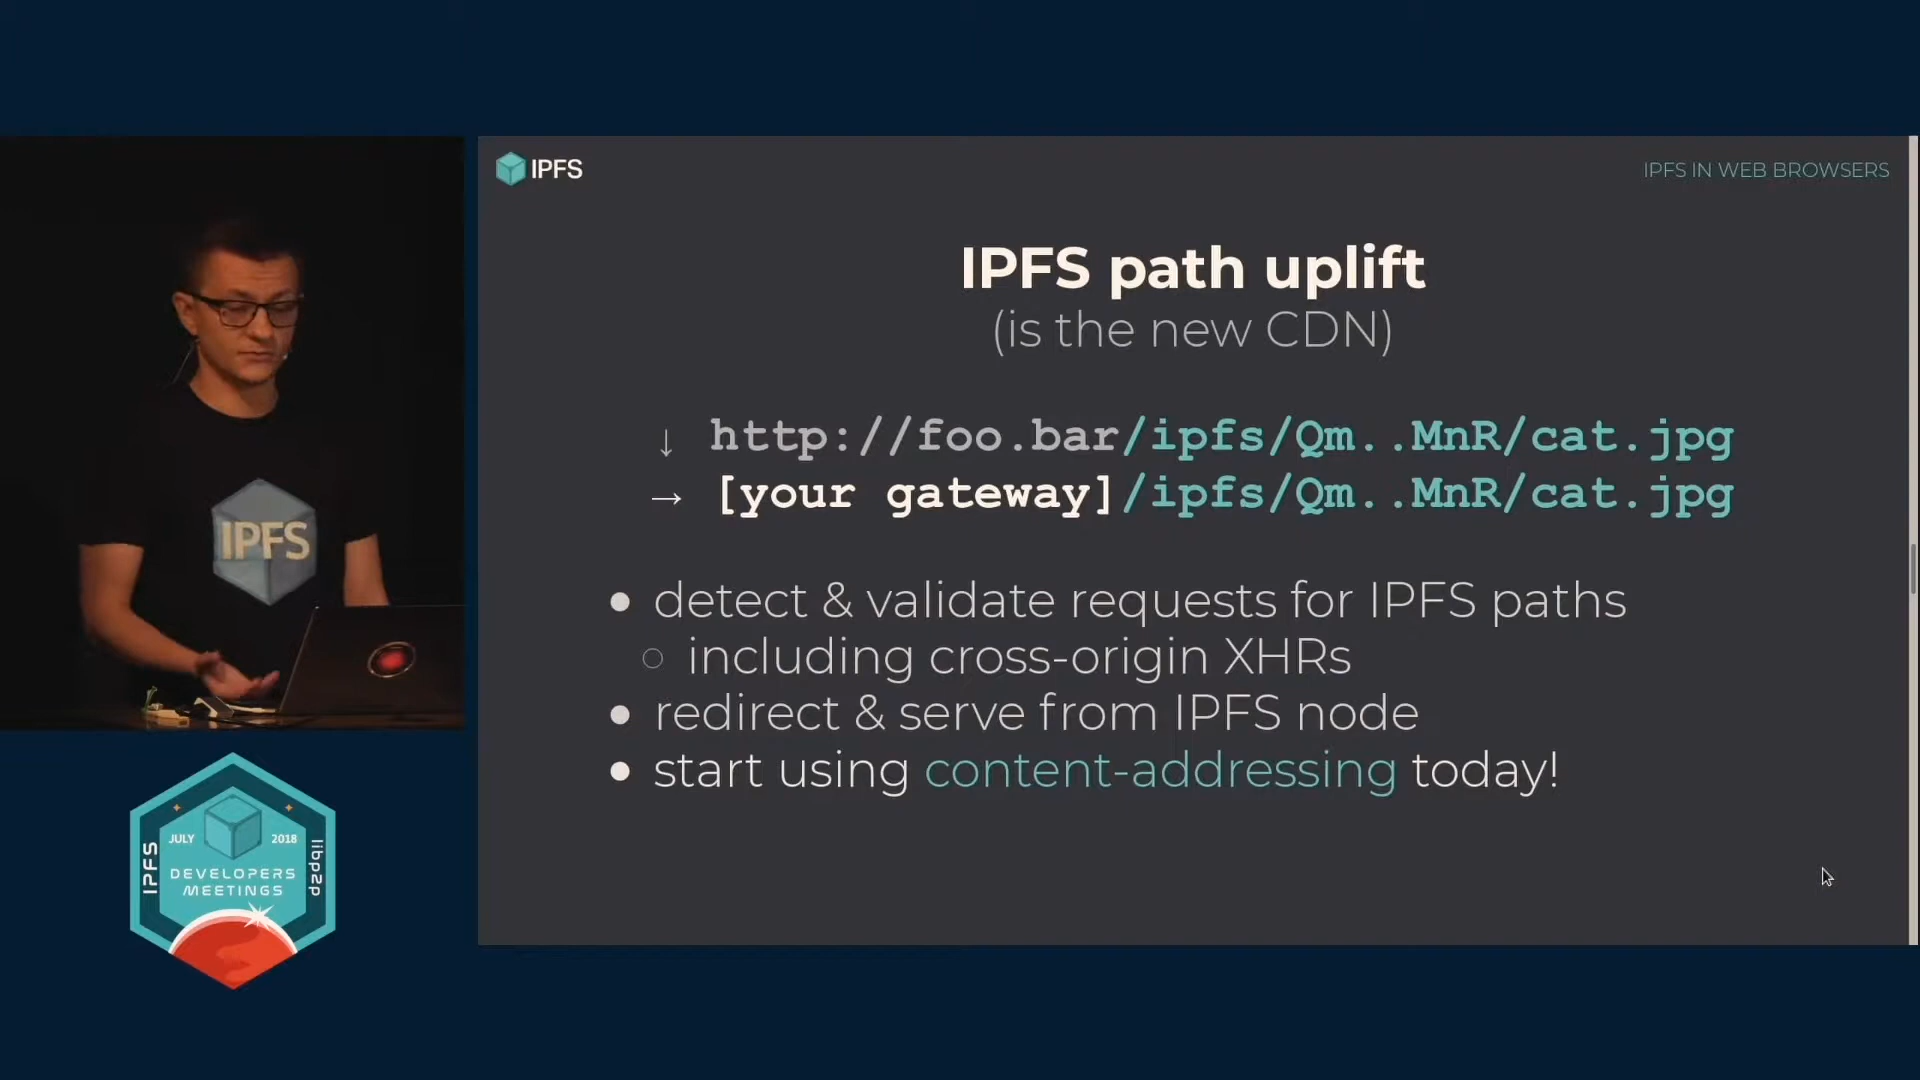 IPFS
IPFS IN WEB BROWSERS
IPFS path uplift
(is the new CDN)
↓ http://foo.bar/ipfs/Qm..MnR/cat.jpg
→ [your gateway]/ipfs/Qm..MnR/cat.jpg
● detect & validate requests for IPFS paths
○ including cross-origin XHRs
● redirect & serve from IPFS node
● start using content-addressing today!
IPFS
JULY 2018
IPFS
DEVELOPERS
MEETINGS
libp2p